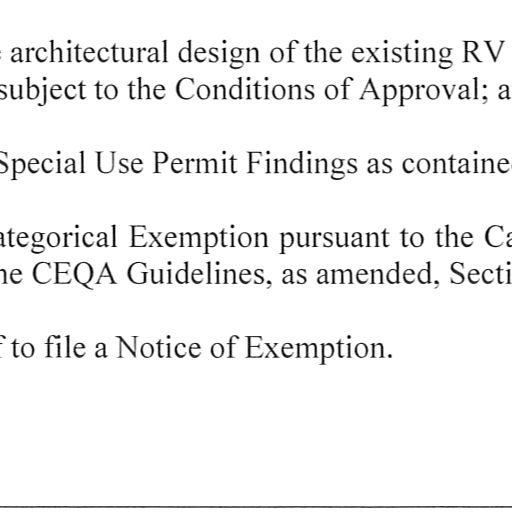 architectural design of the existing RV
subject to the Conditions of Approval; a
Special Use Permit Findings as contained
ategorical Exemption pursuant to the Ca
he CEQA Guidelines, as amended, Secti
to file a Notice of Exemption.